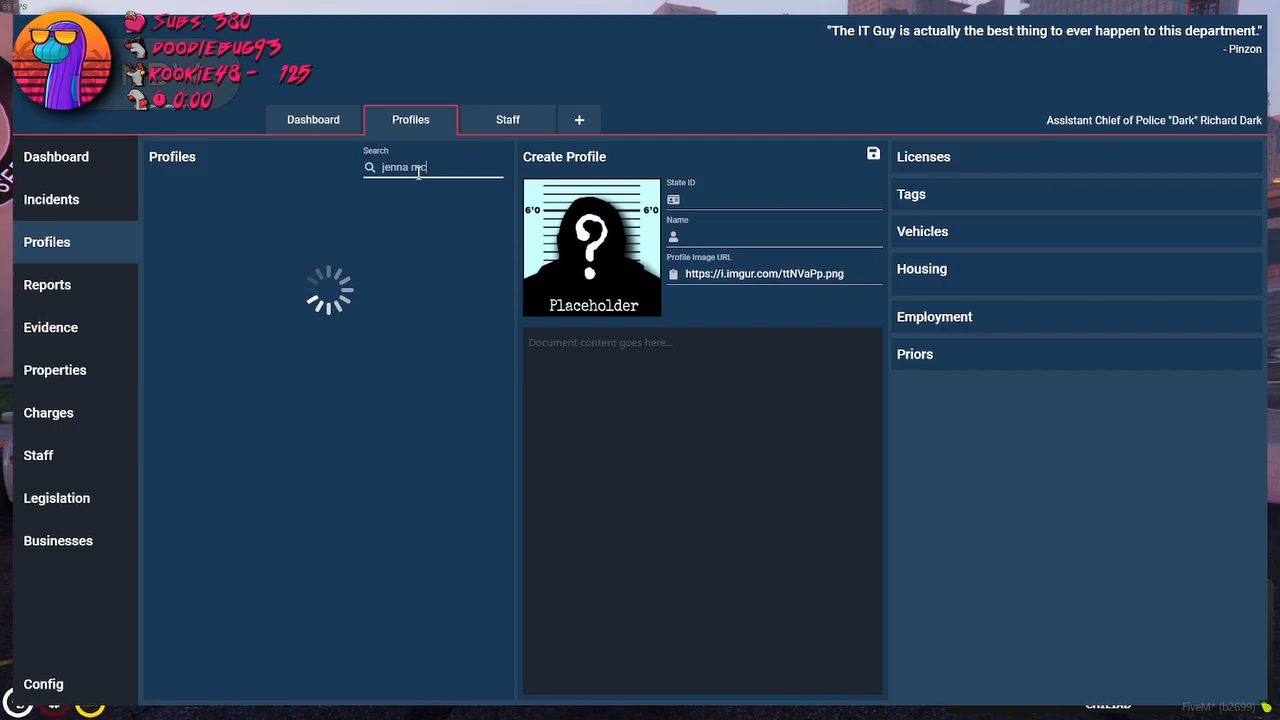 59 FPS
SUBS: 380
DOODIEBUG93
ROOKIE48 - 125
0:00
"The IT Guy is actually the best thing to ever happen to this department."
- Pinzon
Dashboard
Profiles
Staff
+
Assistant Chief of Police "Dark" Richard Dark
Dashboard
Incidents
Profiles
Reports
Evidence
Properties
Charges
Staff
Legislation
Businesses
Config
Profiles
Search
jenna mc
Create Profile
6'0
6'0
Placeholder
State ID
Name
Profile Image URL
https://i.imgur.com/ttNVaPp.png
Document content goes here...
Licenses
Tags
Vehicles
Housing
Employment
Priors
CHILIAD
FiveM* (b2699)